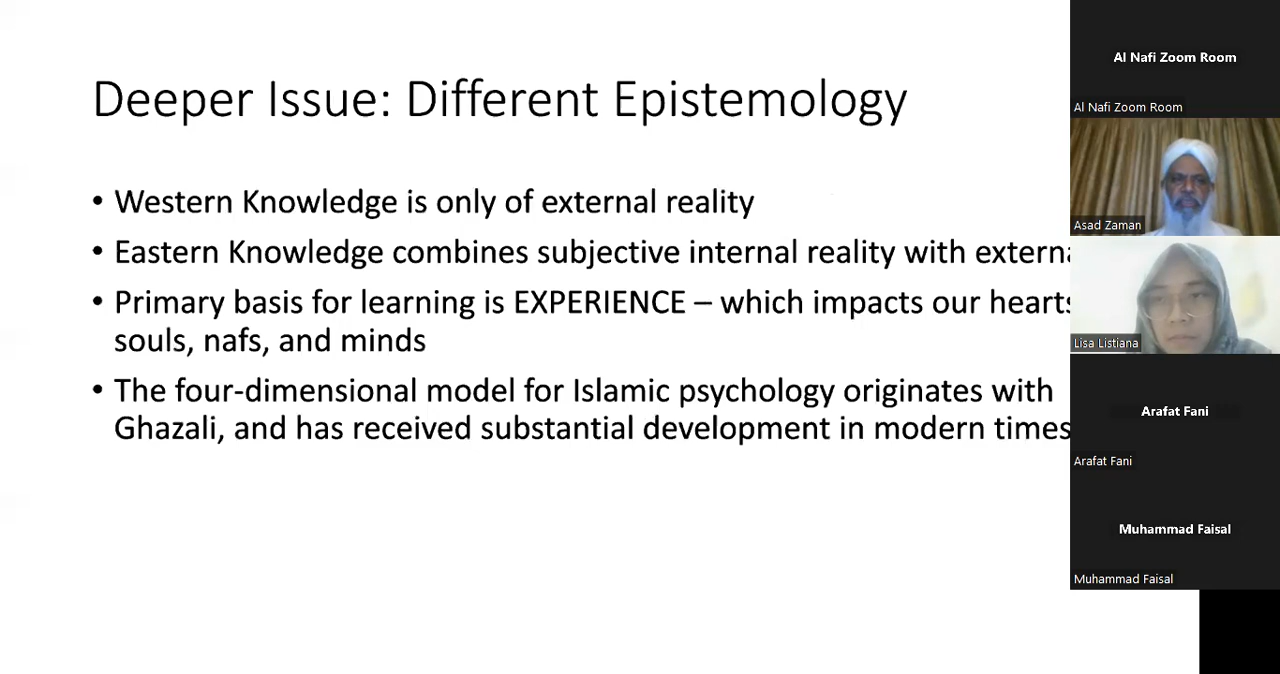 Deeper Issue: Different Epistemology
• Western Knowledge is only of external reality
• Eastern Knowledge combines subjective internal reality with
• Primary basis for learning is EXPERIENCE – which impacts our hearts
souls, nafs, and minds
• The four-dimensional model for Islamic psychology originates with
Ghazali, and has received substantial development in modern times
Al Nafi Zoom Room
Al Nafi Zoom Room
Asad Zaman
Lisa Listiana
Arafat Fani
Arafat Fani
Muhammad Faisal
Muhammad Faisal